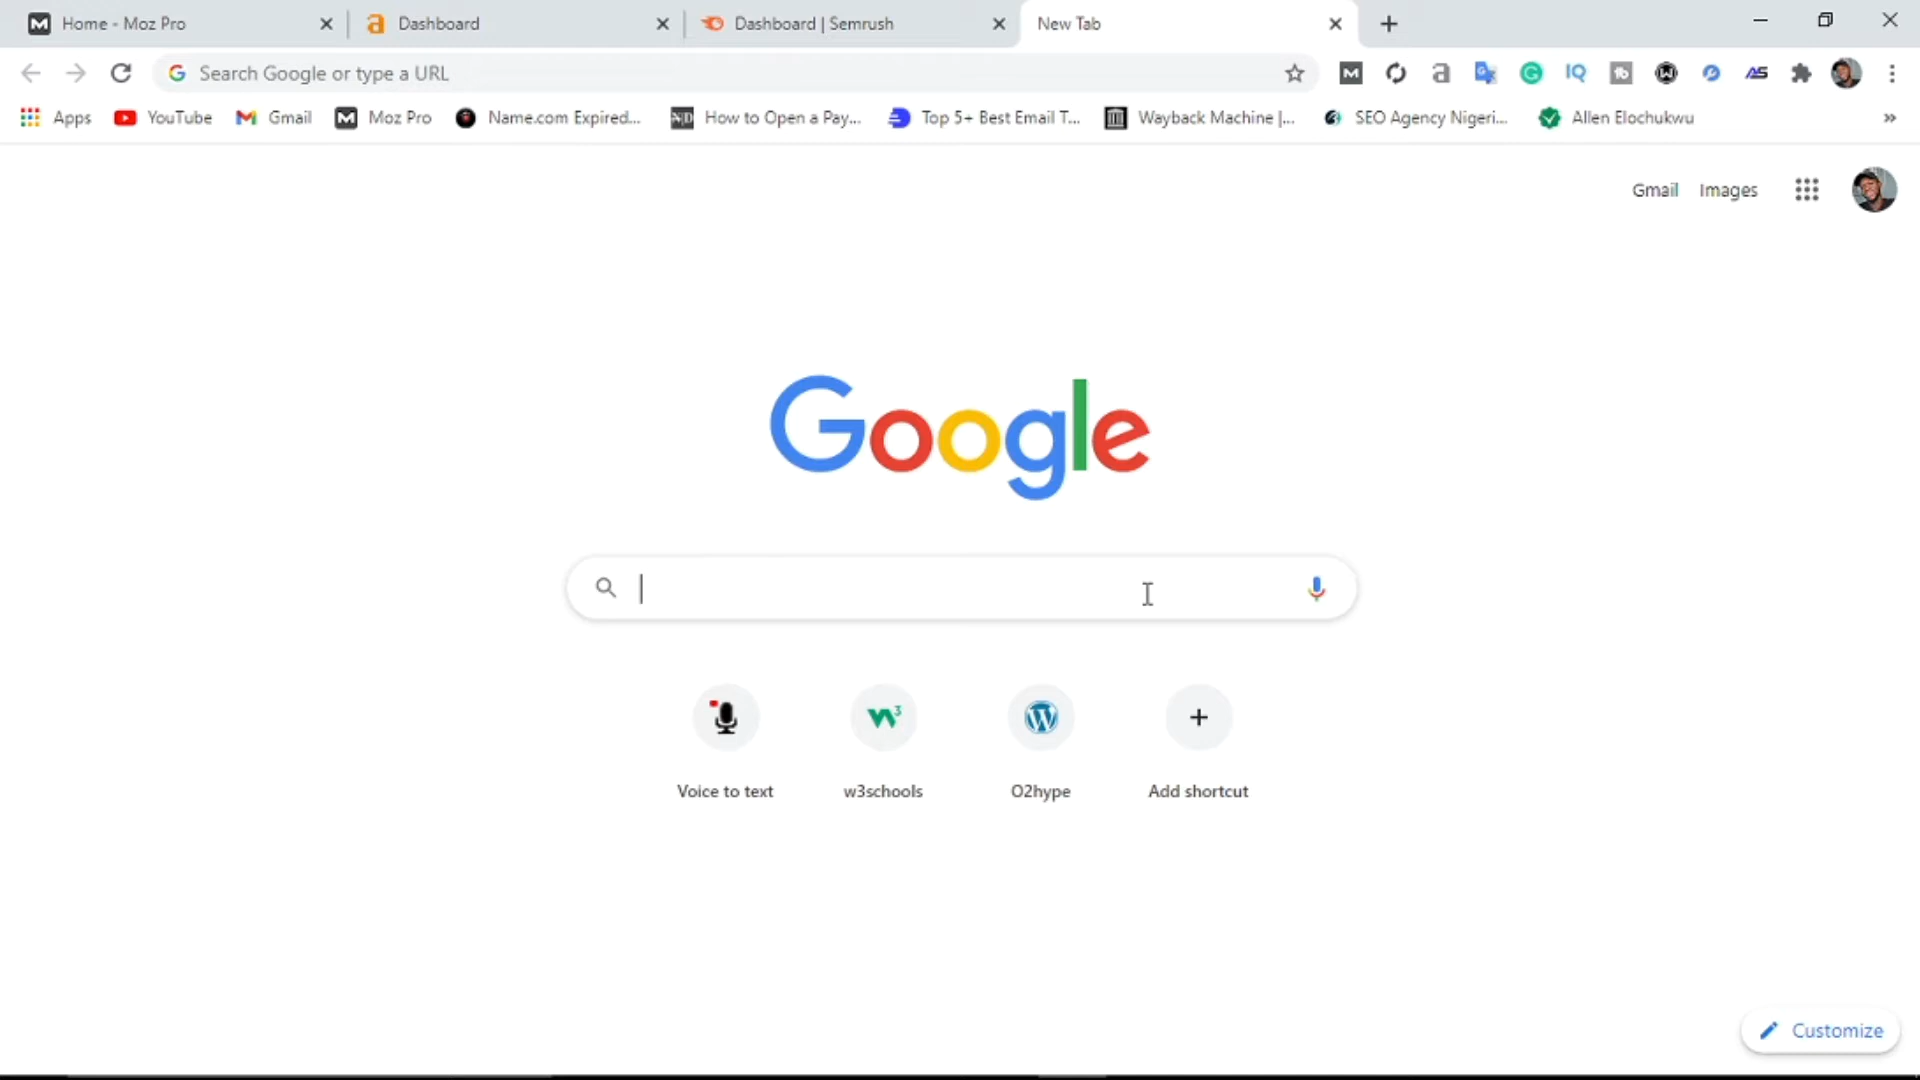 Home - Moz Pro
Dashboard
Dashboard | Semrush
New Tab
Search Google or type a URL
Apps
YouTube
Gmail
Moz Pro
Name.com Expired...
How to Open a Pay...
Top 5+ Best Email T...
Wayback Machine |...
SEO Agency Nigeri...
Allen Elochukwu
Gmail Images
Google
Voice to text
w3schools
O2hype
Add shortcut
Customize